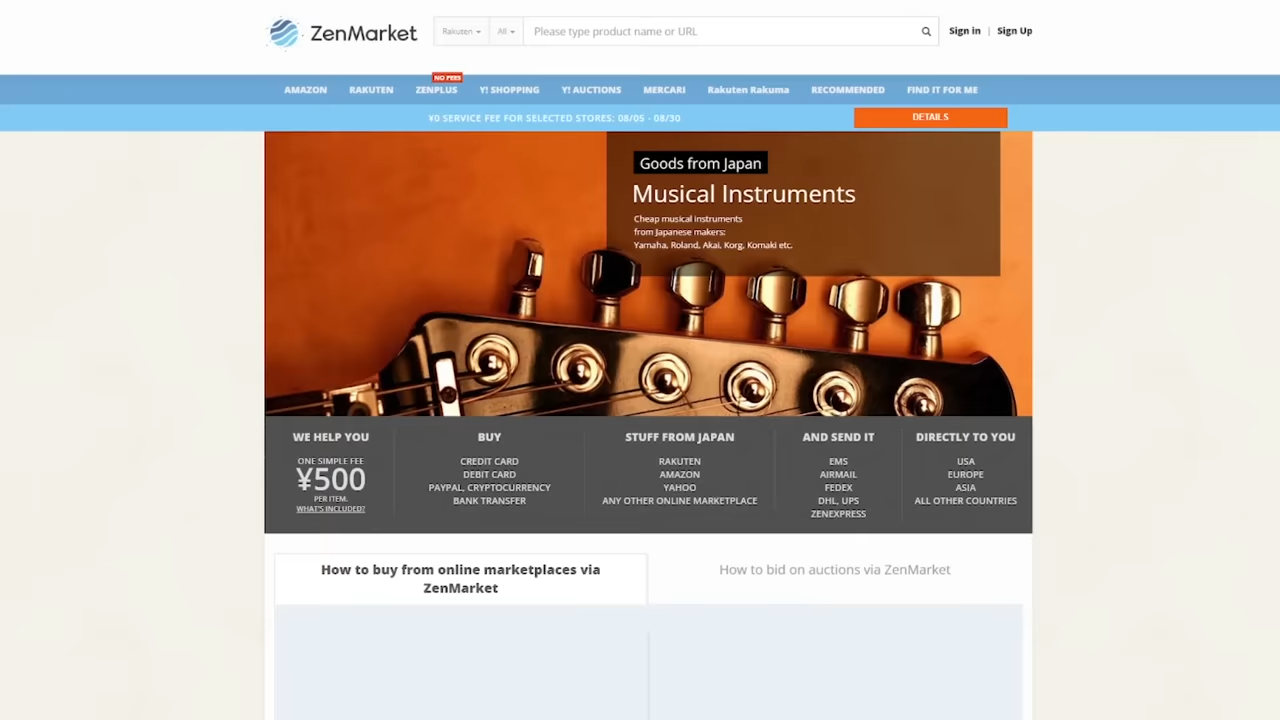 ZenMarket
Rakuten
All
Please type product name or URL
Sign in | Sign Up
NO FEES
AMAZON
RAKUTEN
ZENPLUS
Y! SHOPPING
Y! AUCTIONS
MERCARI
Rakuten Rakuma
RECOMMENDED
FIND IT FOR ME
¥0 SERVICE FEE FOR SELECTED STORES: 08/05 - 08/30
DETAILS
Goods from Japan
Musical Instruments
Cheap musical instruments
from Japanese makers:
Yamaha, Roland, Akai, Korg, Komaki etc.
WE HELP YOU
ONE SIMPLE FEE
¥500
PER ITEM.
WHAT'S INCLUDED?
BUY
CREDIT CARD
DEBIT CARD
PAYPAL, CRYPTOCURRENCY
BANK TRANSFER
STUFF FROM JAPAN
RAKUTEN
AMAZON
YAHOO
ANY OTHER ONLINE MARKETPLACE
AND SEND IT
EMS
AIRMAIL
FEDEX
DHL, UPS
ZENEXPRESS
DIRECTLY TO YOU
USA
EUROPE
ASIA
ALL OTHER COUNTRIES
How to buy from online marketplaces via
ZenMarket
How to bid on auctions via ZenMarket